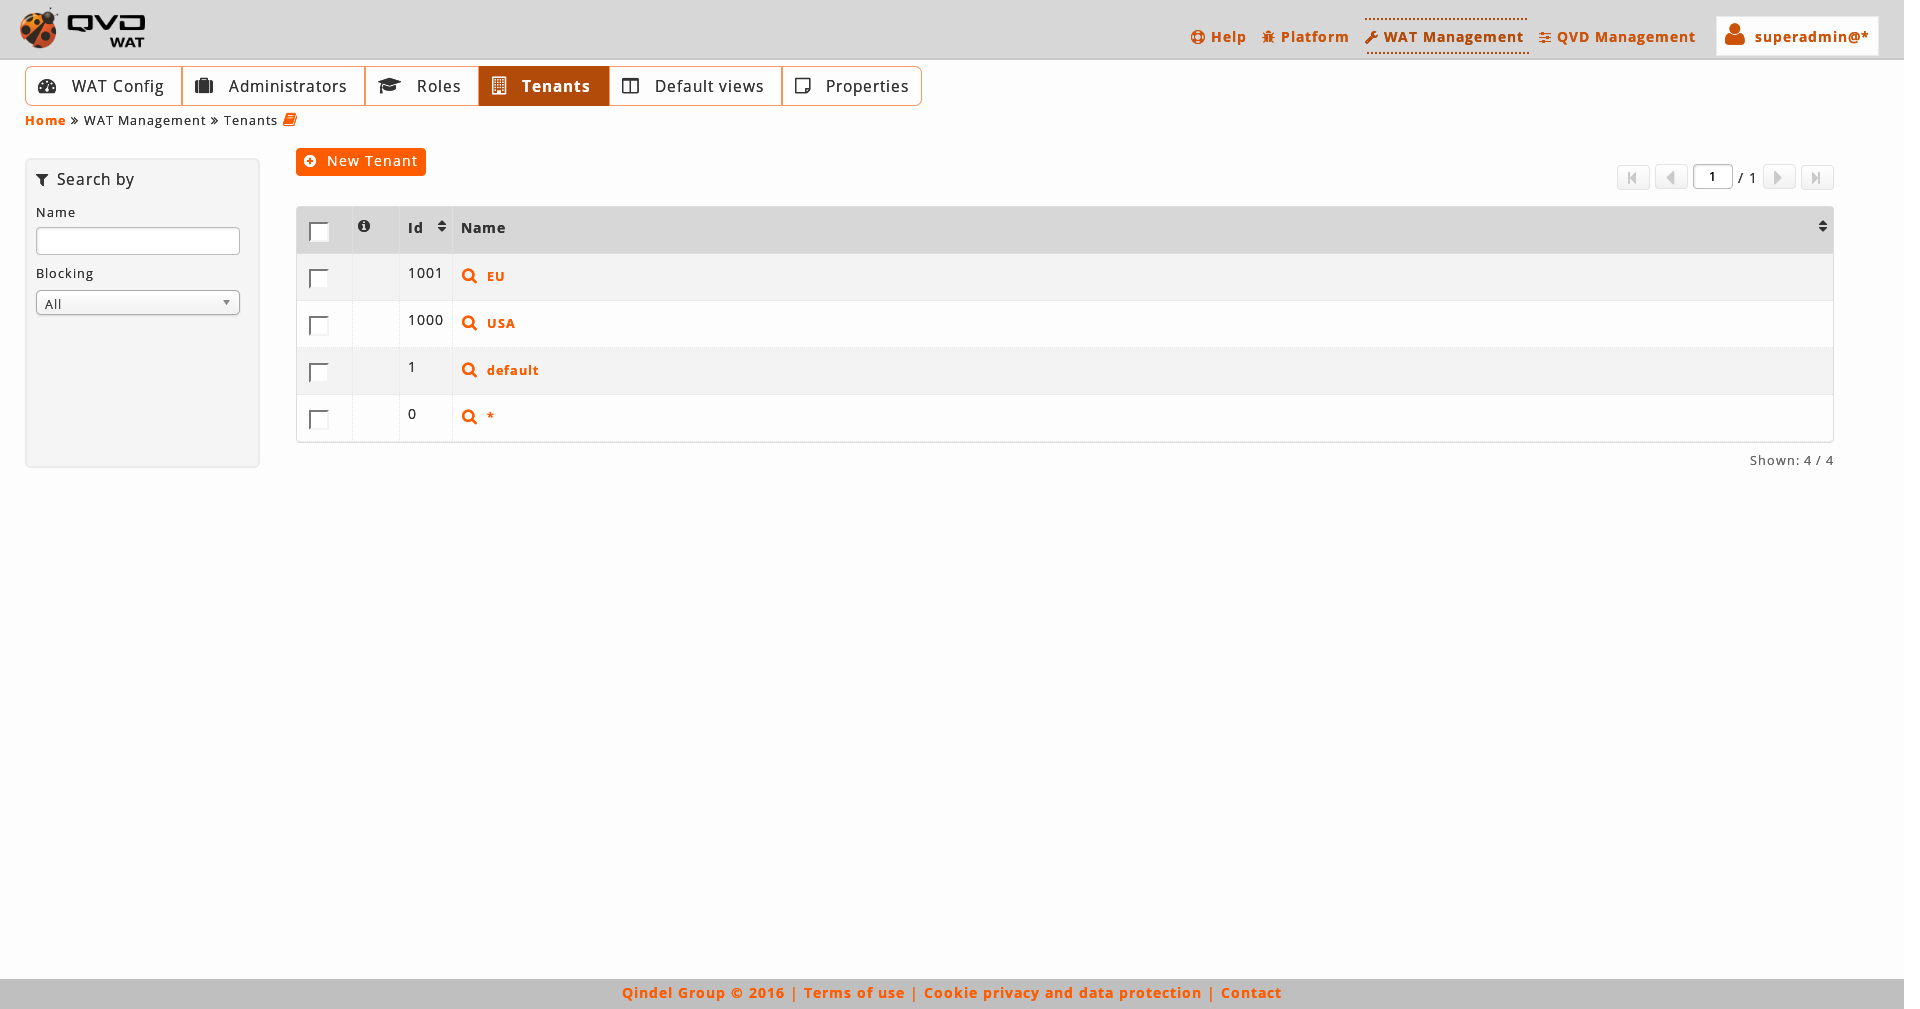 QVD
WAT
Help Platform WAT Management QVD Management superadmin@*
WAT Config Administrators Roles Tenants Default views Properties
Home » WAT Management » Tenants
New Tenant
Search by
1 / 1
Name
Blocking
All
Id Name
1001 EU
1000 USA
1 default
0 *
Shown: 4 / 4
Qindel Group © 2016 | Terms of use | Cookie privacy and data protection | Contact